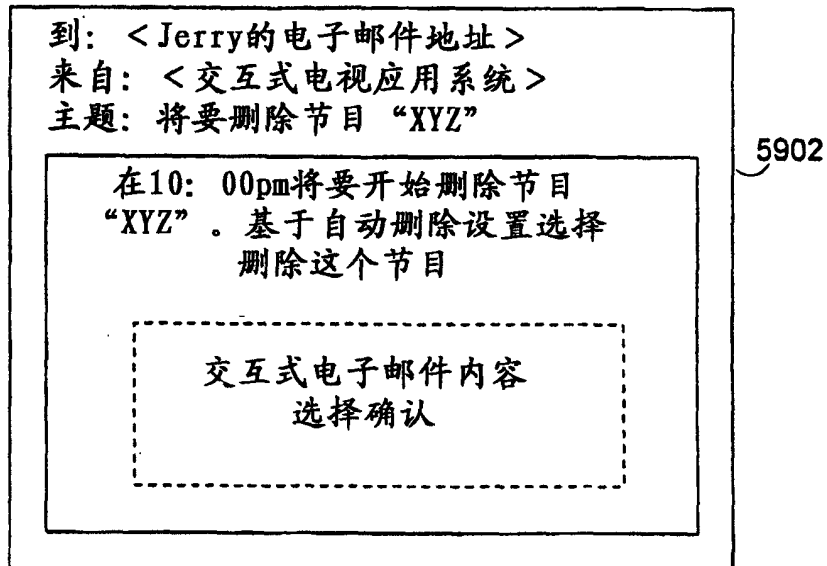 到: <Jerry的电子邮件地址>
来自: <交互式电视应用系统>
主题: 将要删除节目 “XYZ”
5902
在10: 00pm将要开始删除节目
“XYZ” 。基于自动删除设置选择
删除这个节目
交互式电子邮件内容
选择确认